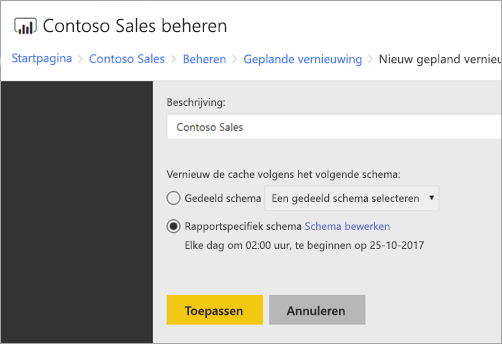 Contoso Sales beheren
Startpagina > Contoso Sales > Beheren > Geplande vernieuwing > Nieuw gepland vernieu
Beschrijving:
Contoso Sales
Vernieuw de cache volgens het volgende schema:
Gedeeld schema Een gedeeld schema selecteren
Rapportspecifiek schema Schema bewerken
Elke dag om 02:00 uur, te beginnen op 25-10-2017
Toepassen Annuleren